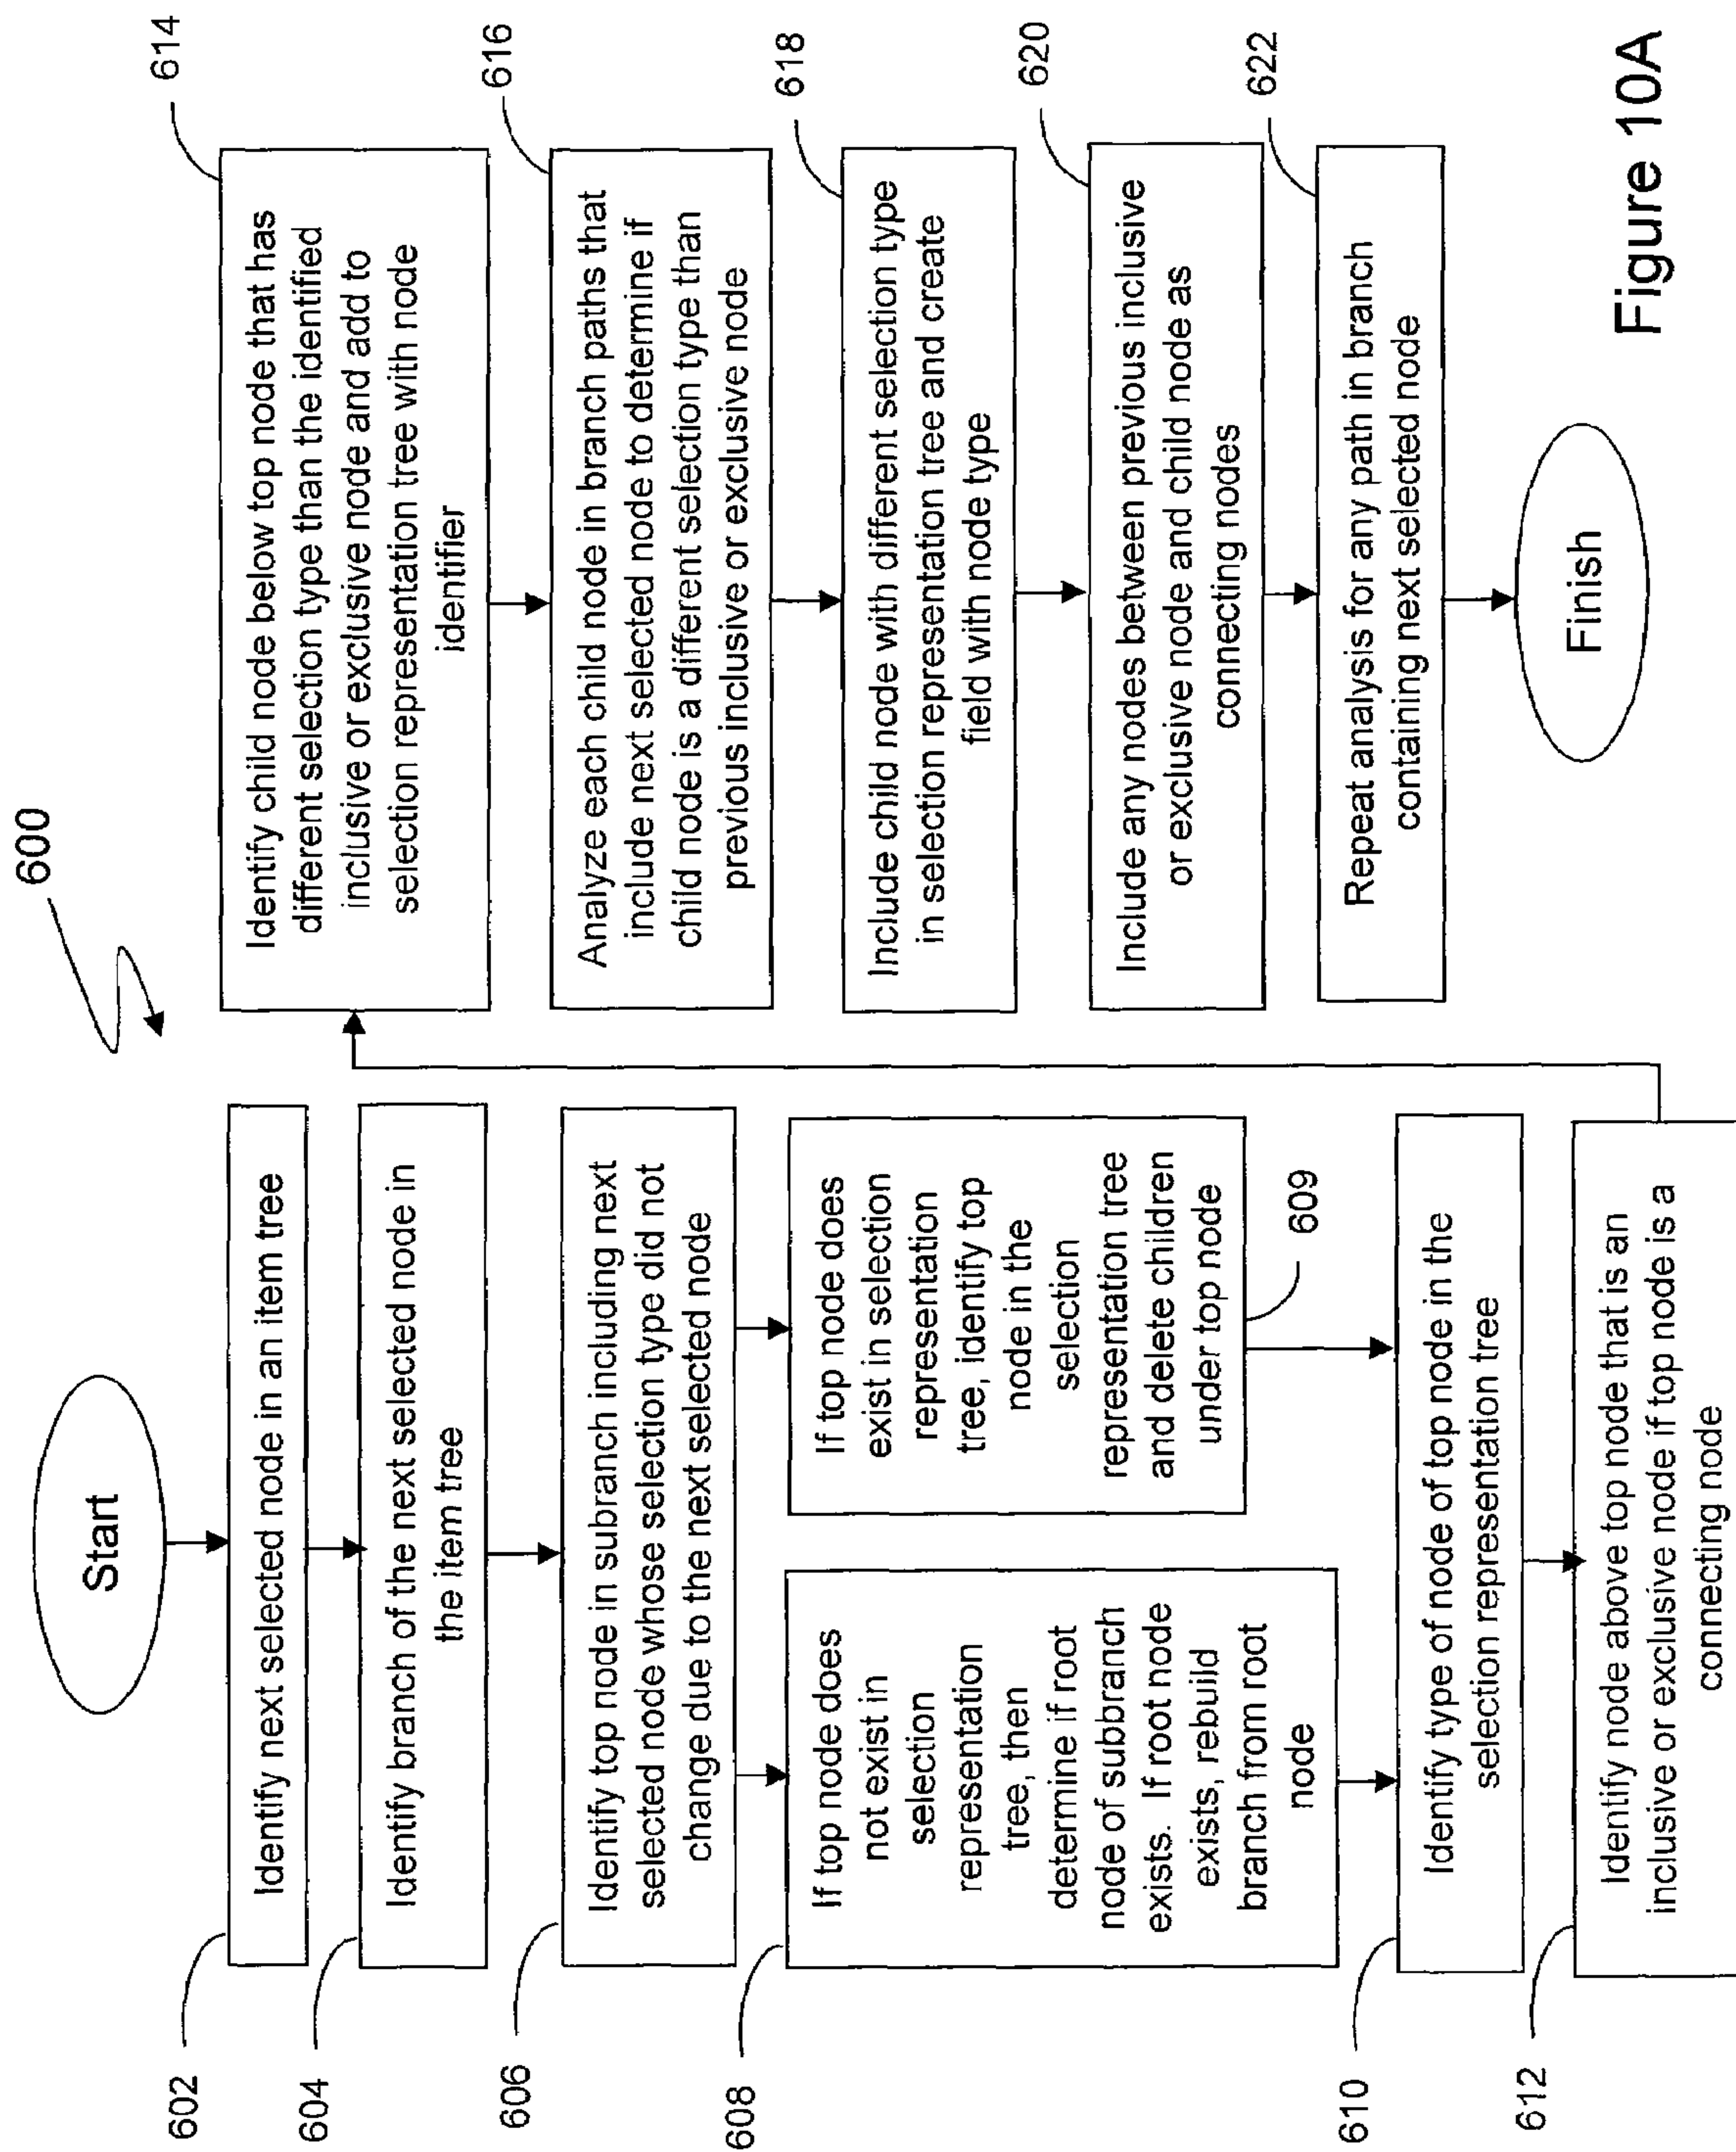 600
Start
602
Identify next selected node in an item tree
604
Identify branch of the next selected node in
the item tree
606
Identify top node in subbranch including next
selected node whose selection type did not
change due to the next selected node
608
If top node does
not exist in
selection
representation
tree, then
determine if root
node of subbranch
exists. If root node
exists, rebuild
branch from root
node
If top node does
exist in selection
representation
tree, identify top
node in the
selection
representation tree
and delete children
under top node
609
610
Identify type of node of top node in the
selection representation tree
612
Identify node above top node that is an
inclusive or exclusive node if top node is a
connecting node
614
Identify child node below top node that has
different selection type than the identified
inclusive or exclusive node and add to
selection representation tree with node
identifier
616
Analyze each child node in branch paths that
include next selected node to determine if
child node is a different selection type than
previous inclusive or exclusive node
618
Include child node with different selection type
in selection representation tree and create
field with node type
620
Include any nodes between previous inclusive
or exclusive node and child node as
connecting nodes
622
Repeat analysis for any path in branch
containing next selected node
Finish
Figure 10A